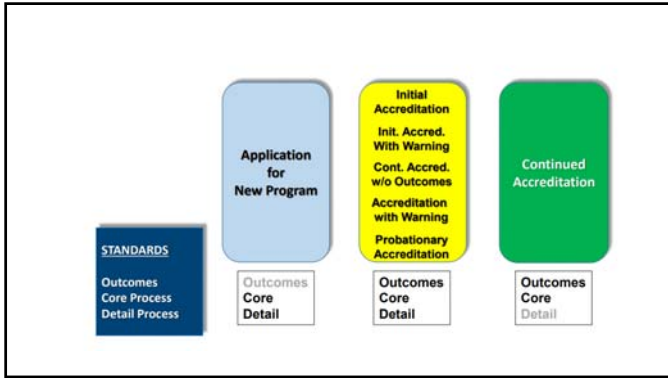 Application
for
New Program
Initial
Accreditation
Init. Accred.
With Warning
Cont. Accred.
w/o Outcomes
Accreditation
with Warning
Probationary
Accreditation
Continued
Accreditation
STANDARDS
Outcomes
Core Process
Detail Process
Outcomes
Core
Detail
Outcomes
Core
Detail
Outcomes
Core
Detail